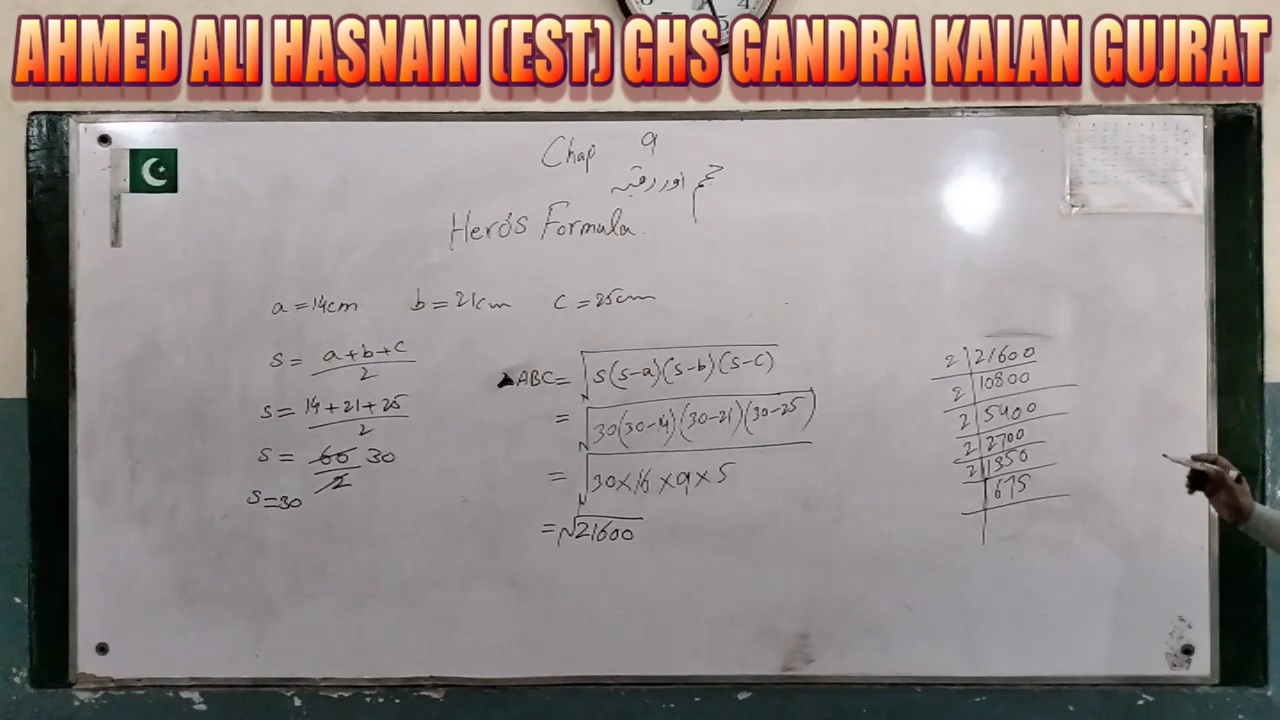 AHMED ALI HASNAIN (EST) GHS GANDRA KALAN GUJRAT
Chap 9
حجم اور رقبہ
Hero's Formula.
a = 14cm b = 21cm c = 25cm
S = a+b+c / 2
S = 14+21+25 / 2
S = 60 / 2 30
S = 30
▲ABC = √S(S-a)(S-b)(S-c)
= √30(30-14)(30-21)(30-25)
= √30×16×9×5
= √21600
2 | 21600
2 | 10800
2 | 5400
2 | 2700
2 | 1350
| 675